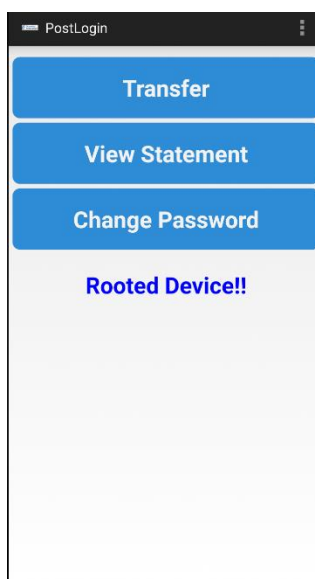 PostLogin
Transfer
View Statement
Change Password
Rooted Device!!